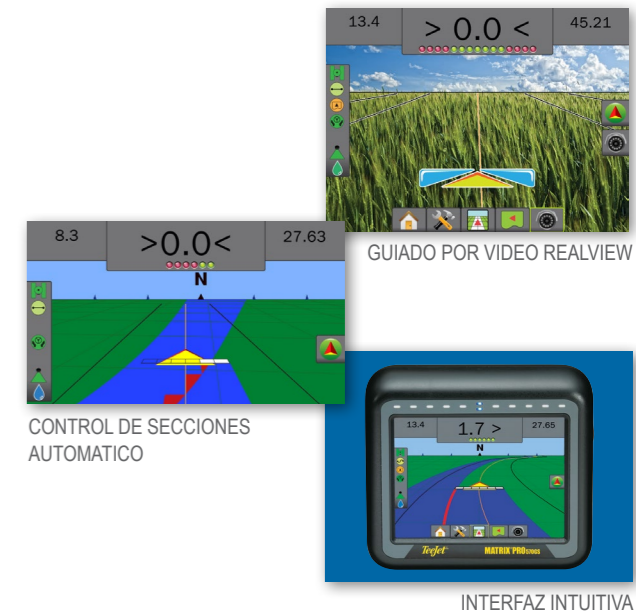 13.4
> 0.0 <
45.21
GUIADO POR VIDEO REALVIEW
8.3
>0.0<
27.63
N
CONTROL DE SECCIONES
AUTOMATICO
13.4
1.7 >
27.65
N
TeeJet
MATRIX PRO 570GS
INTERFAZ INTUITIVA